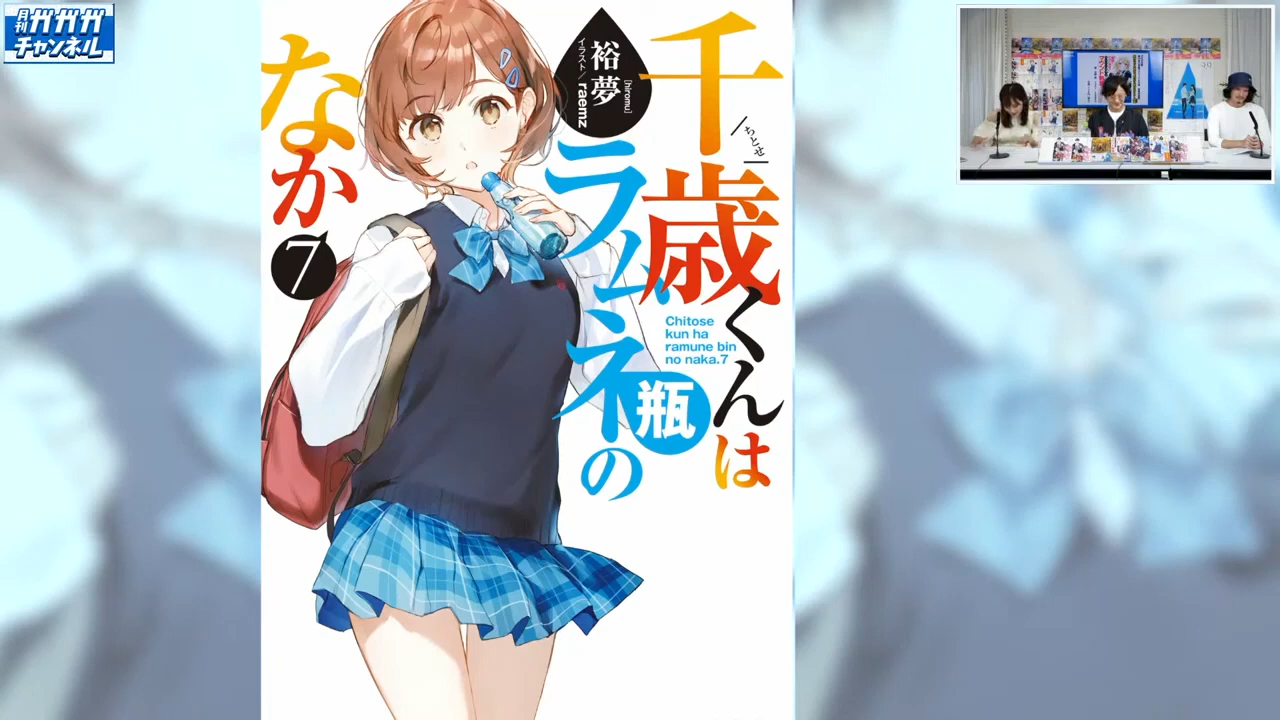 月刊ガガガ
チャンネル
千歳くんは
ちとせ
ラムネの
瓶
なか
7
裕夢
[hiromu]
イラスト／raemz
Chitose
kun ha
ramune bin
no naka.7